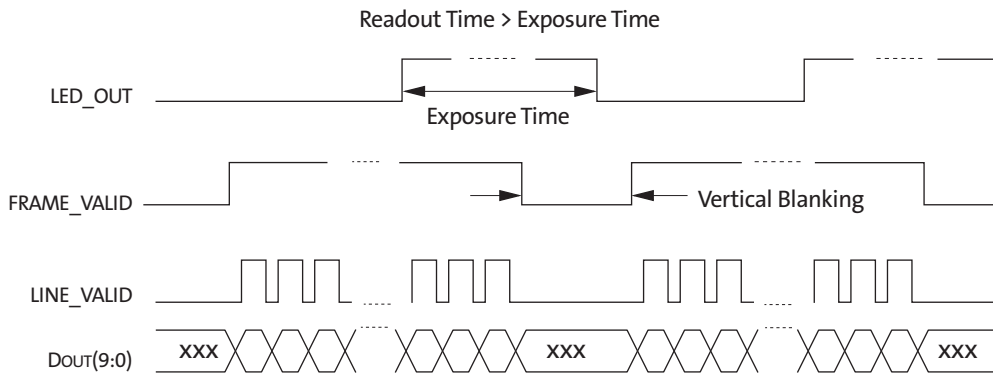 Readout Time > Exposure Time
LED_OUT
Exposure Time
FRAME_VALID
Vertical Blanking
LINE_VALID
DOUT(9:0)
XXX
XXX
XXX